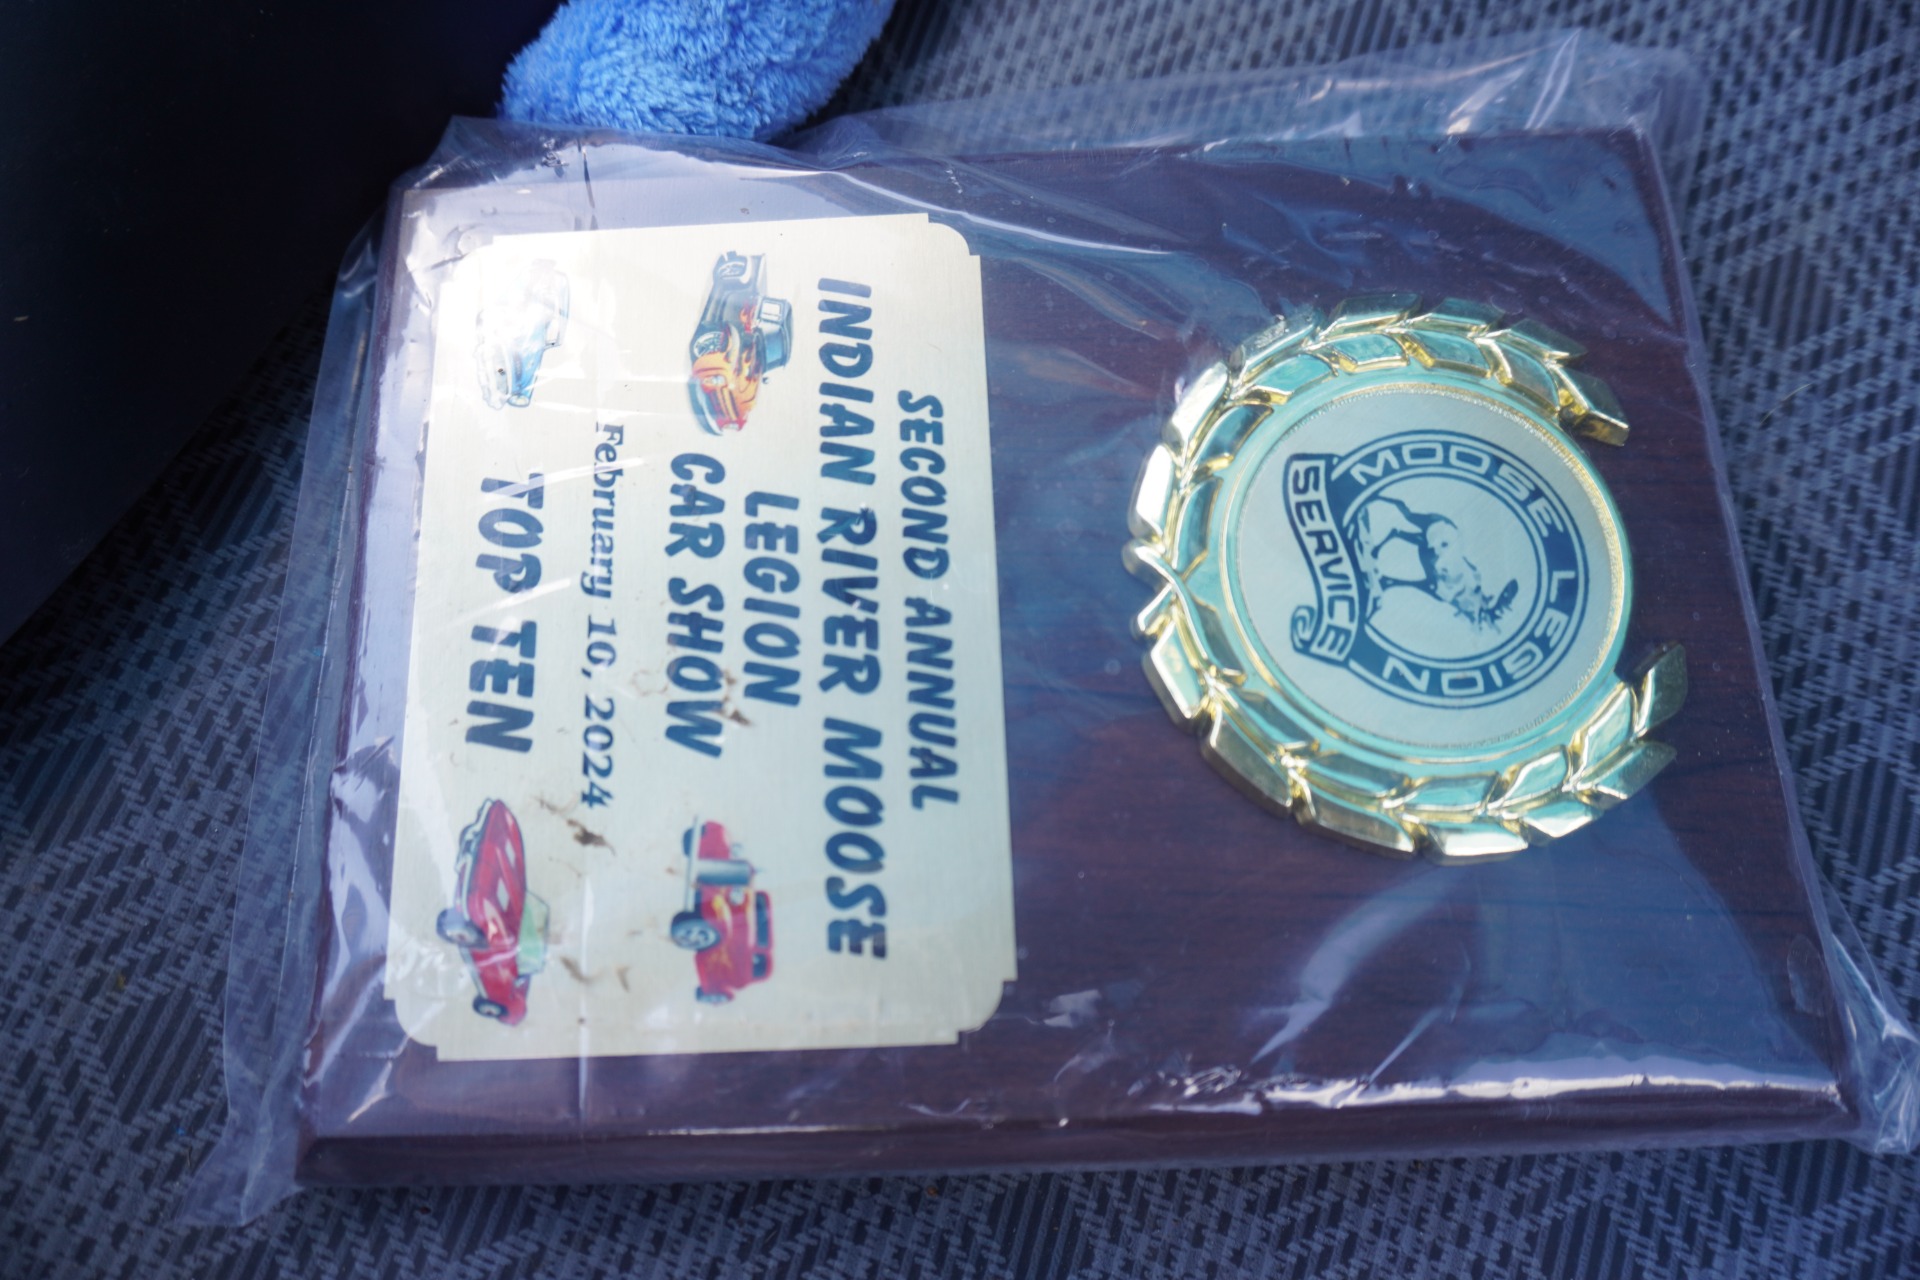 MOOSE LEGION
SERVICE
SECOND ANNUAL
INDIAN RIVER MOOSE
LEGION
CAR SHOW
February 10, 2024
TOP TEN